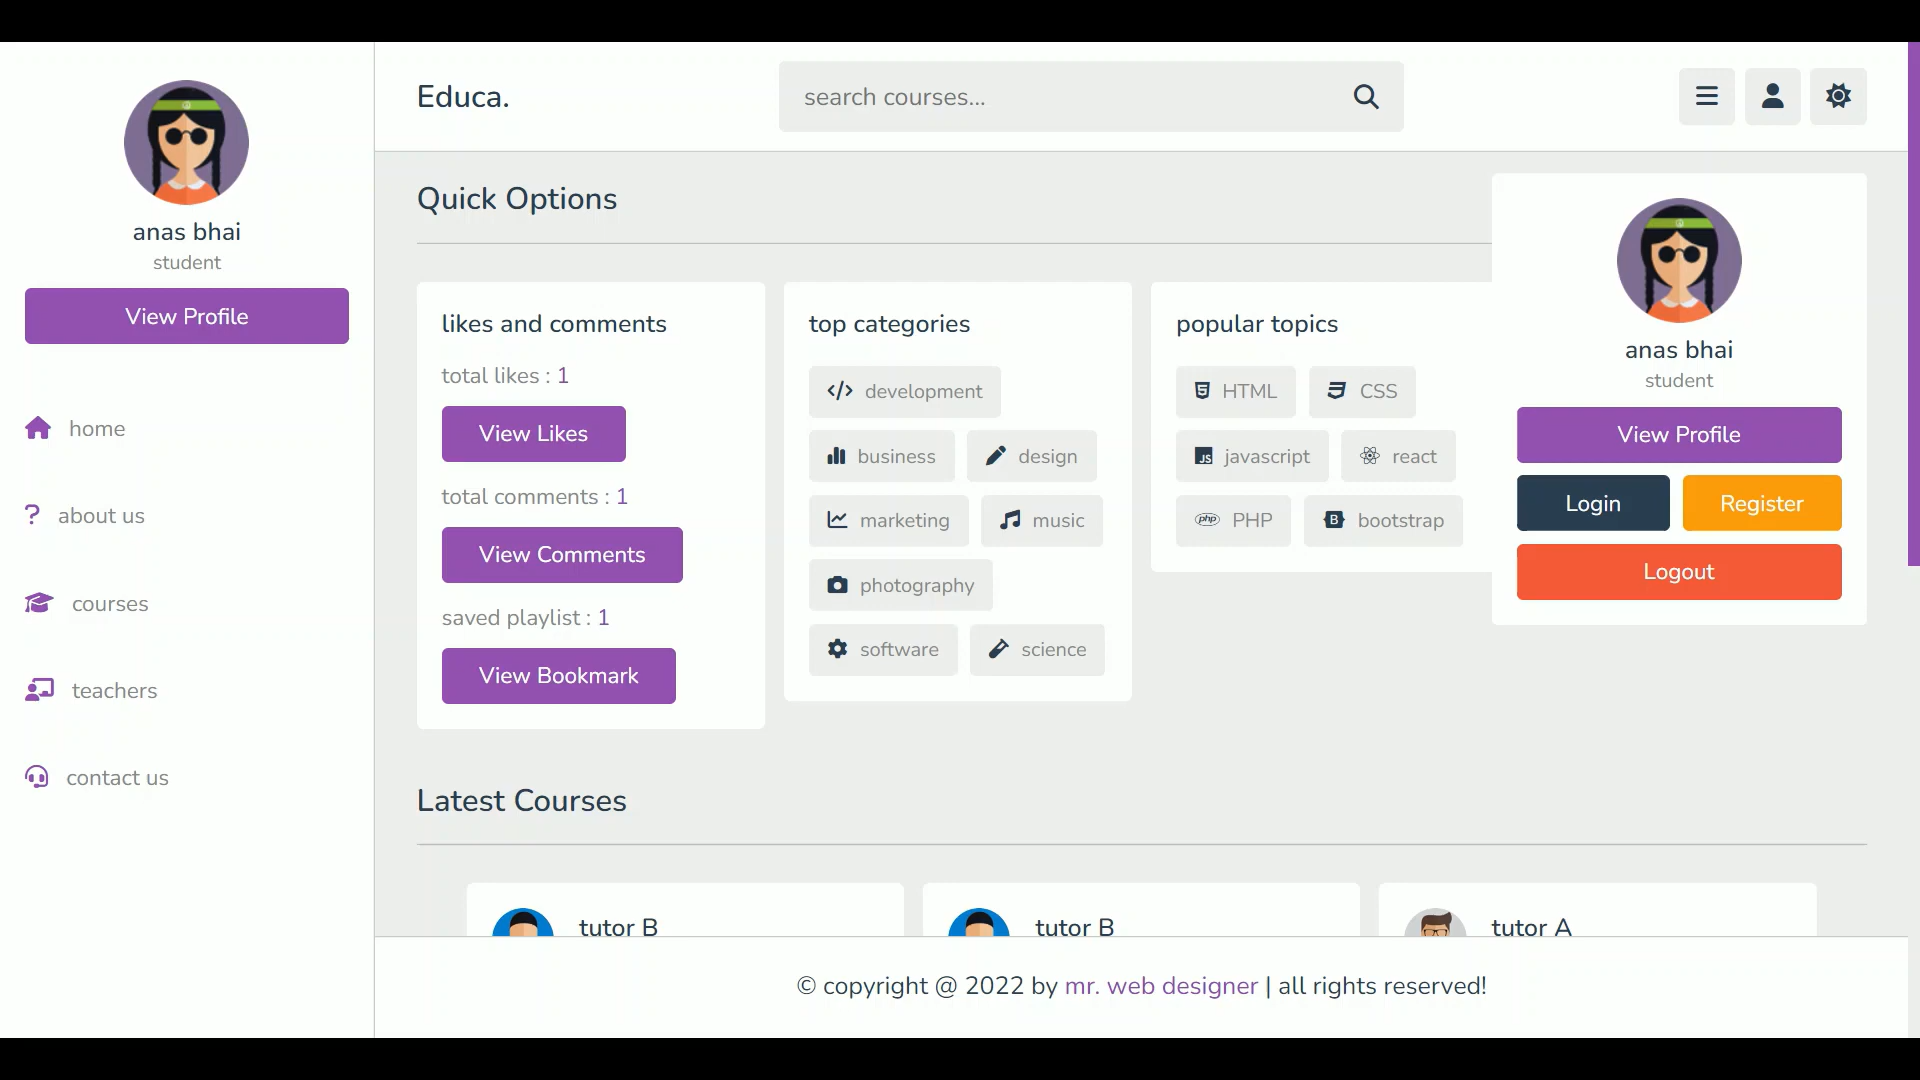 anas bhai
student
View Profile
home
about us
courses
teachers
contact us
Educa.
search courses...
Quick Options
likes and comments
total likes : 1
View Likes
total comments : 1
View Comments
saved playlist : 1
View Bookmark
top categories
development
business design
marketing music
photography
software science
popular topics
HTML CSS
JS javascript react
php PHP B bootstrap
anas bhai
student
View Profile
Login Register
Logout
Latest Courses
tutor B
tutor B
tutor A
© copyright @ 2022 by mr. web designer | all rights reserved!